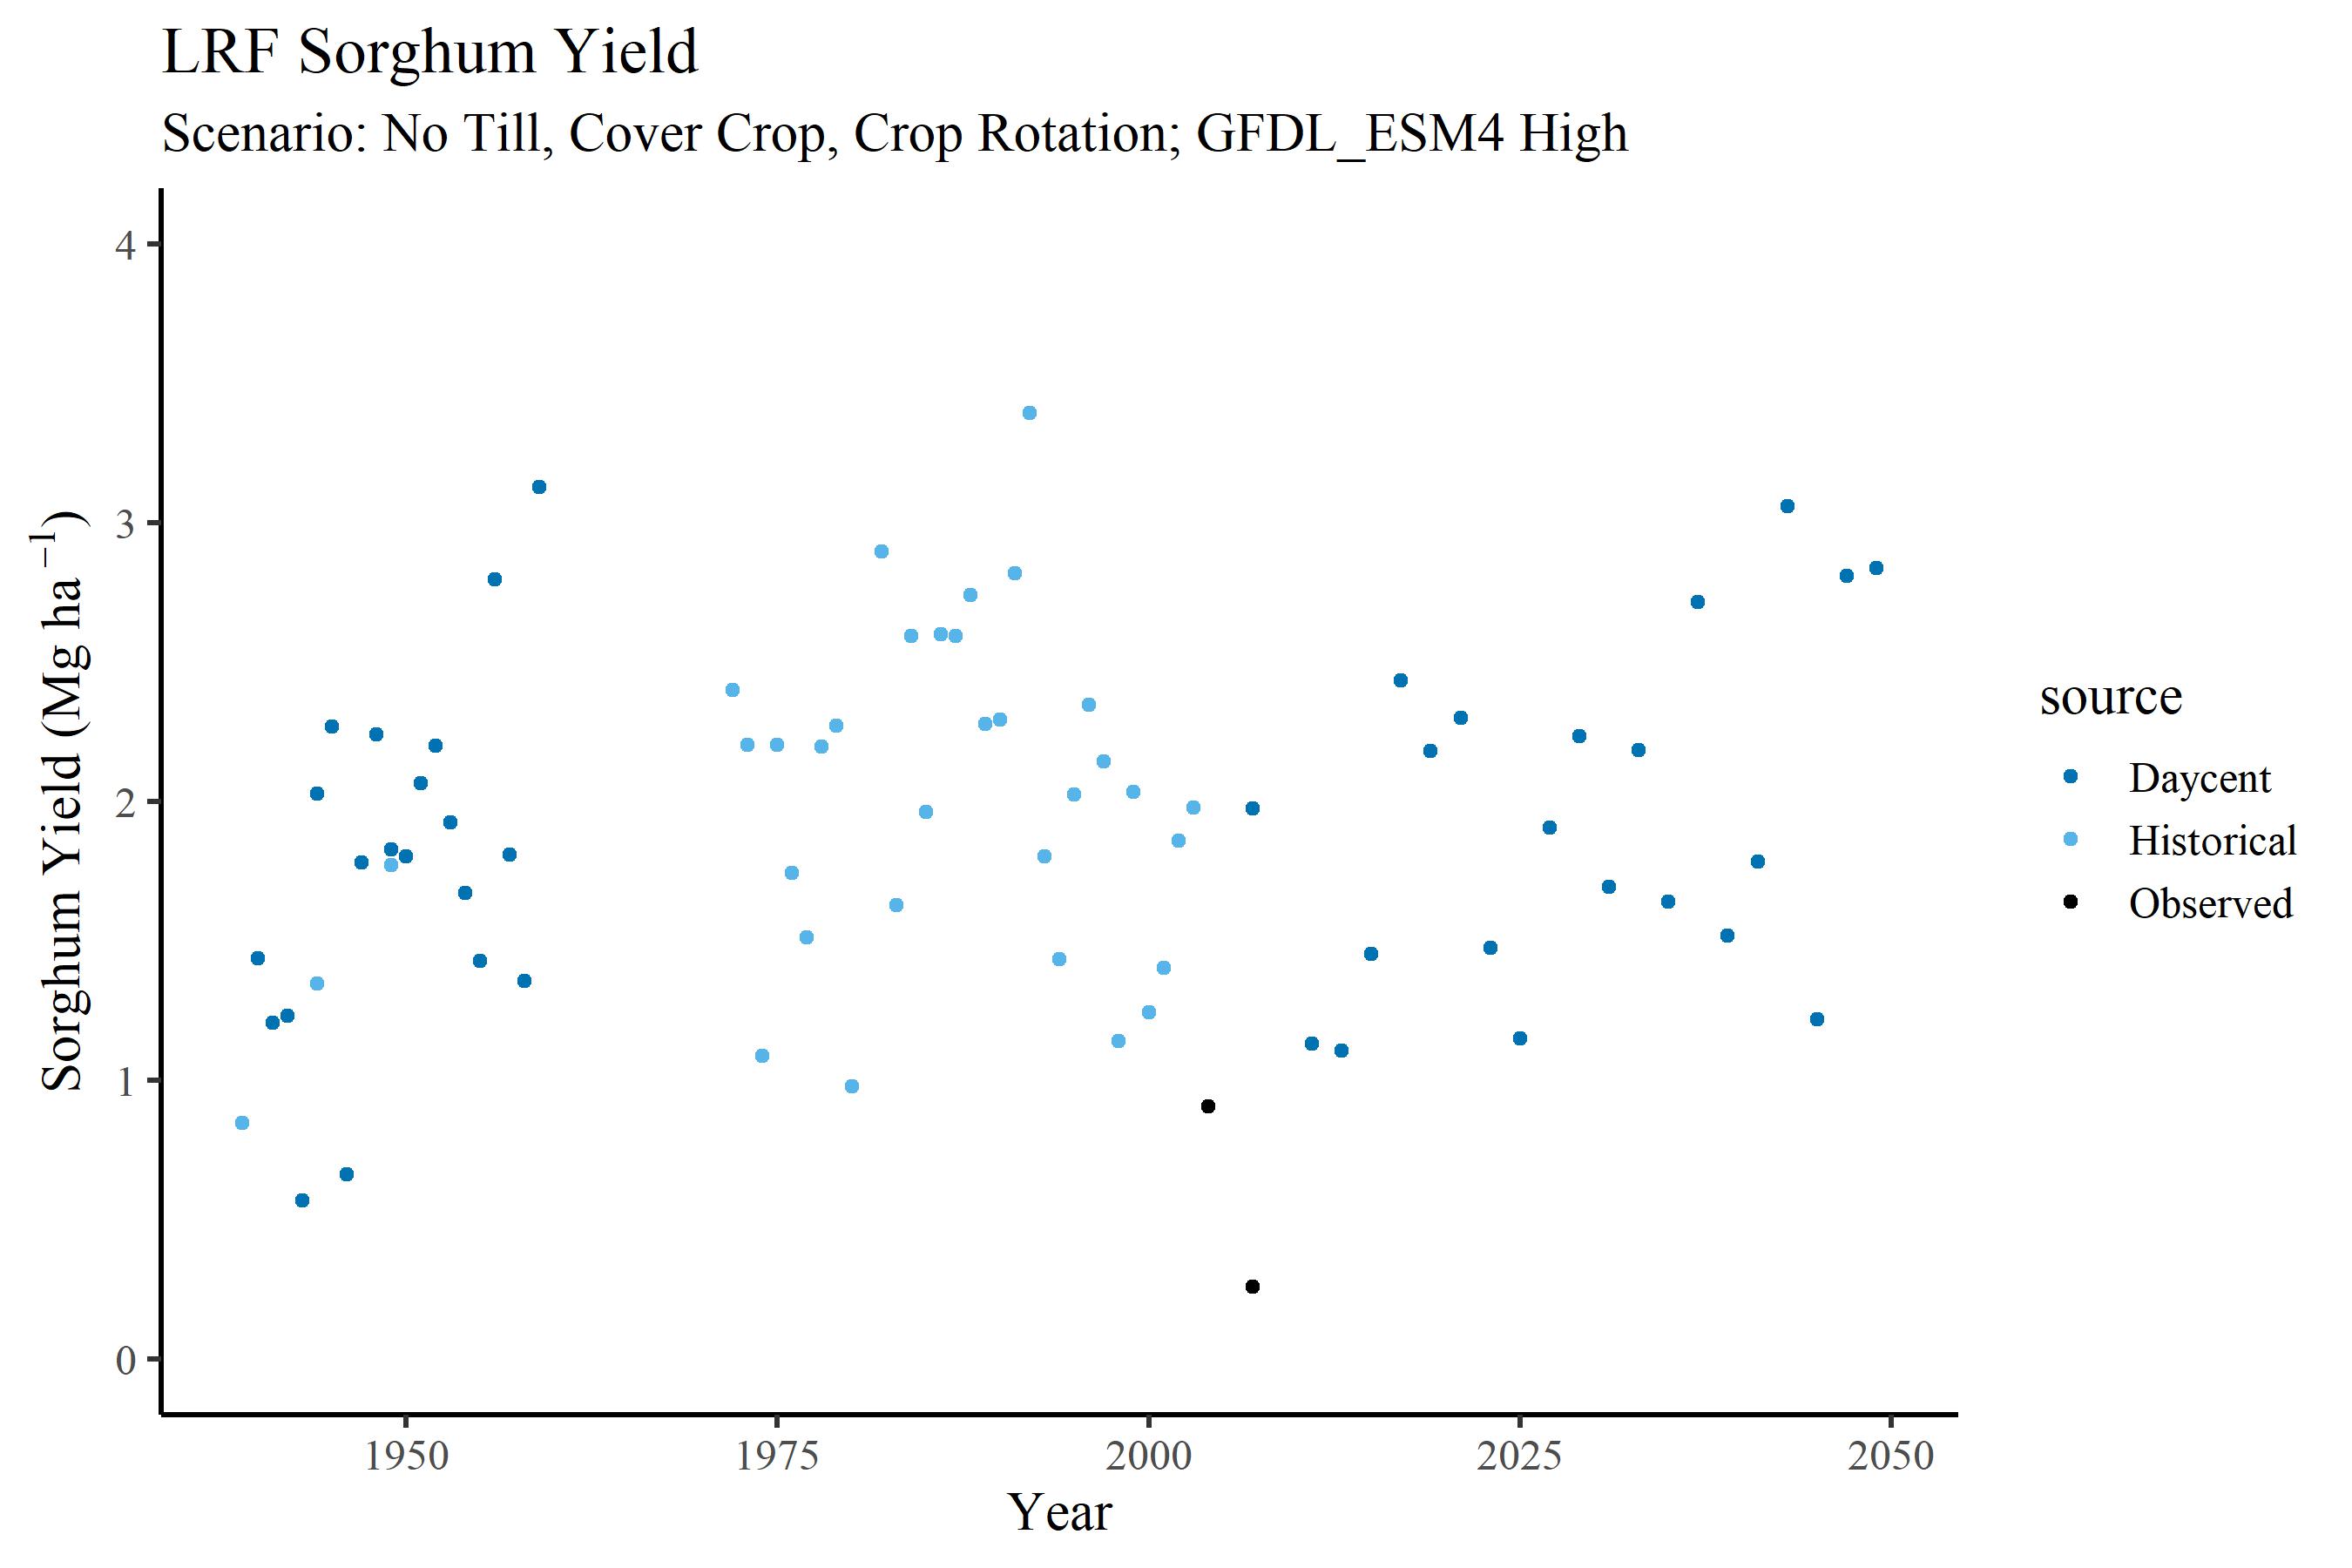 LRF Sorghum Yield
Scenario: No Till, Cover Crop, Crop Rotation; GFDL_ESM4 High
Sorghum Yield (Mg ha⁻¹)
4
3
2
1
0
1950 1975 2000 2025 2050
Year
source
Daycent
Historical
Observed